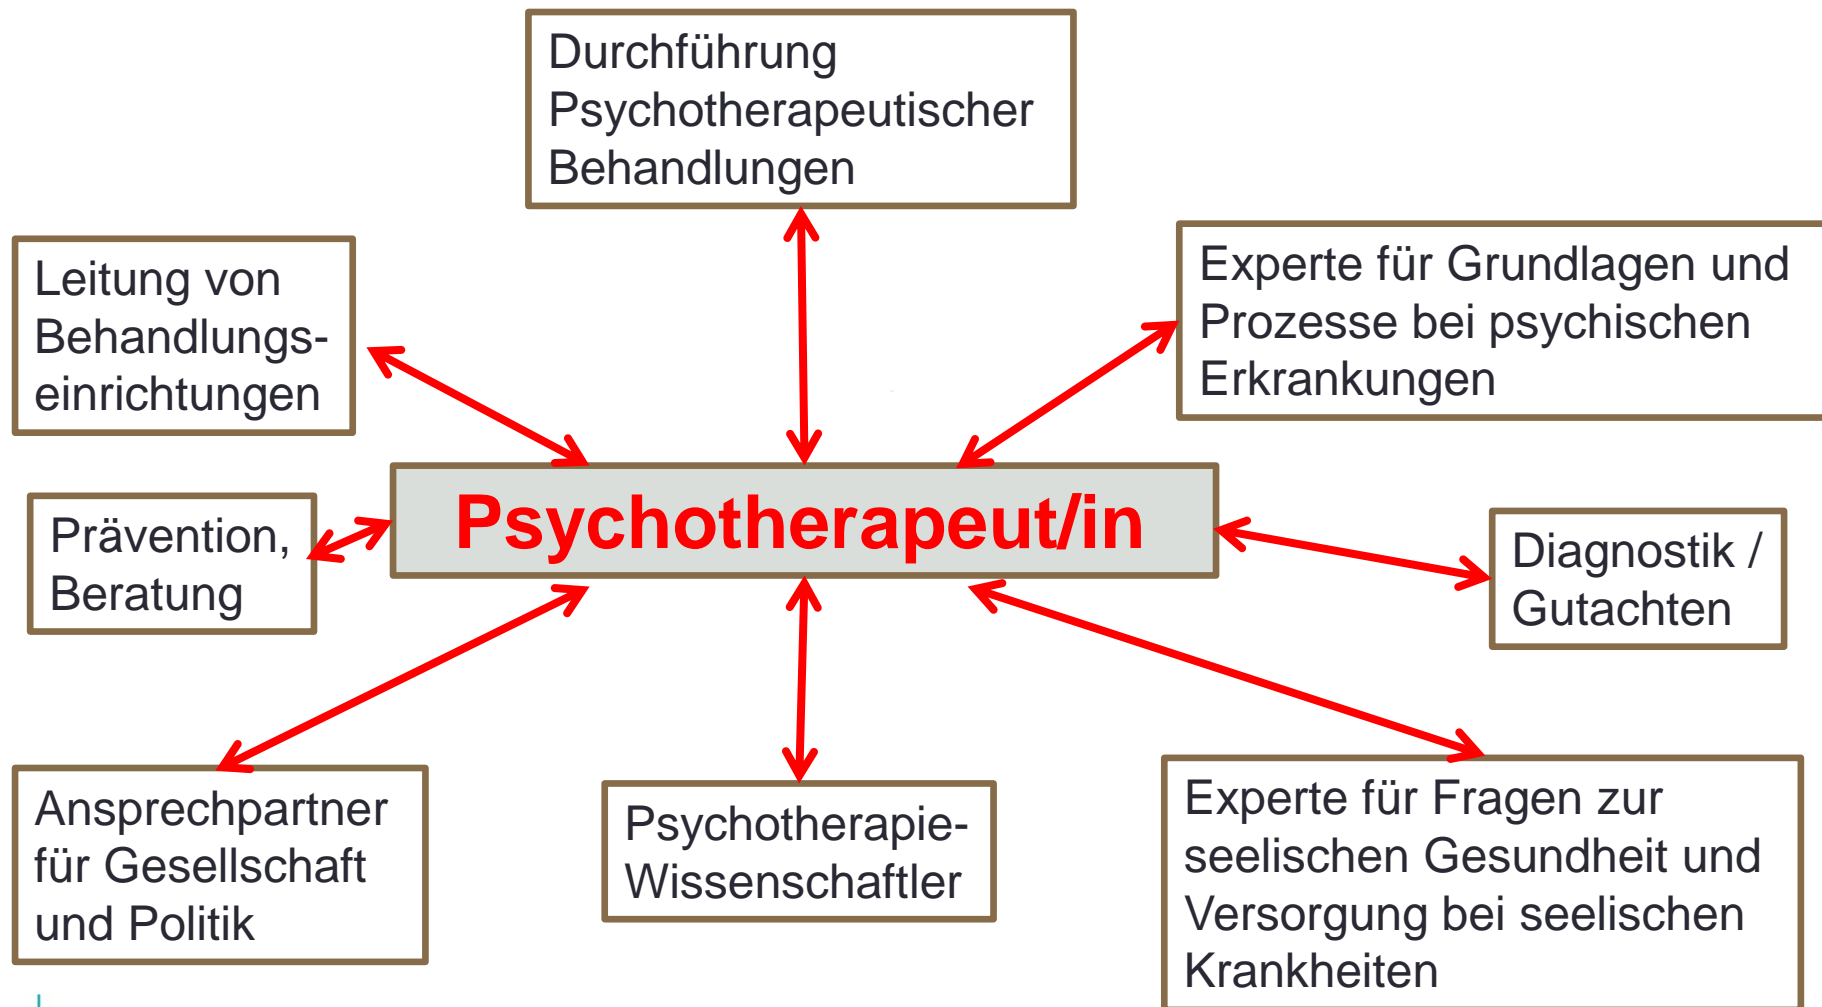 Durchführung
Psychotherapeutischer
Behandlungen
Leitung von
Behandlungs-
einrichtungen
Experte für Grundlagen und
Prozesse bei psychischen
Erkrankungen
Psychotherapeut/in
Prävention,
Beratung
Diagnostik /
Gutachten
Ansprechpartner
für Gesellschaft
und Politik
Psychotherapie-
Wissenschaftler
Experte für Fragen zur
seelischen Gesundheit und
Versorgung bei seelischen
Krankheiten